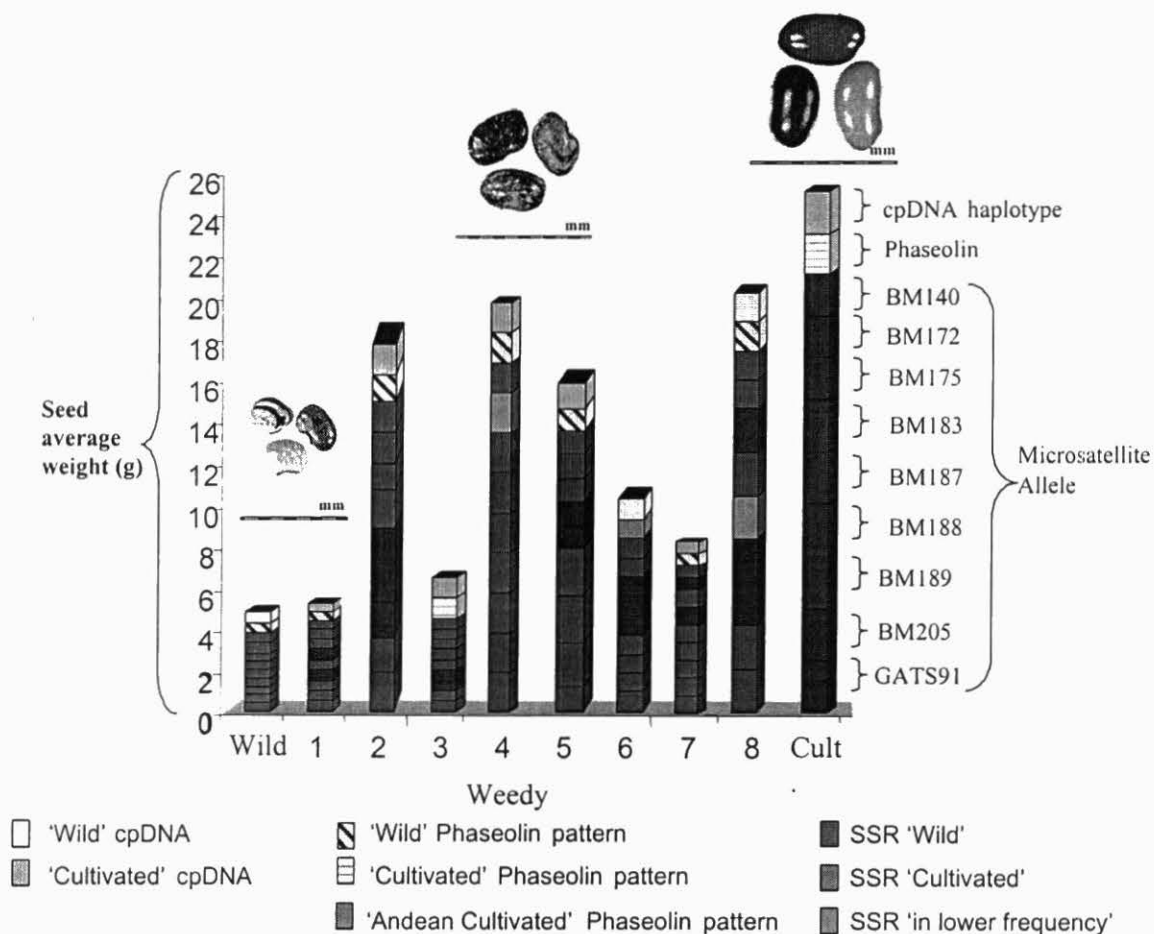 mm
mm
mm
Seed
average
weight (g)
26
24
22
20
18
16
14
12
10
8
6
4
2
0
cpDNA haplotype
Phaseolin
BM140
BM172
BM175
BM183
BM187
BM188
BM189
BM205
GATS91
Microsatellite
Allele
Wild 1 2 3 4 5 6 7 8 Cult
Weedy
'Wild' cpDNA
'Cultivated' cpDNA
'Wild' Phaseolin pattern
'Cultivated' Phaseolin pattern
'Andean Cultivated' Phaseolin pattern
SSR 'Wild'
SSR 'Cultivated'
SSR 'in lower frequency'